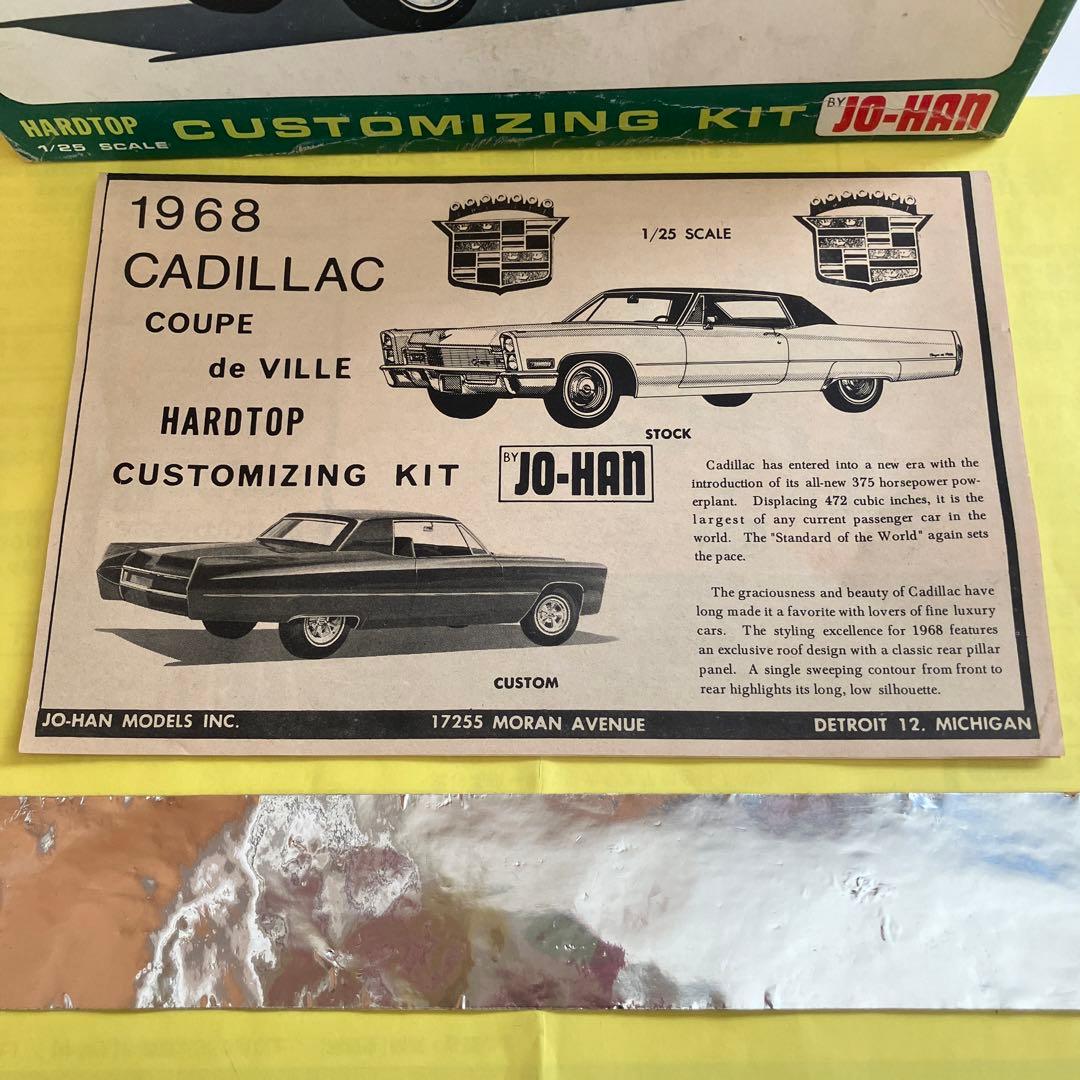 HARDTOP CUSTOMIZING KIT BY JO-HAN
1/25 SCALE
1968
CADILLAC
COUPE
de VILLE
HARDTOP
CUSTOMIZING KIT
1/25 SCALE
STOCK
BY JO-HAN
Cadillac has entered into a new era with the
introduction of its all-new 375 horsepower pow-
erplant. Displacing 472 cubic inches, it is the
largest of any current passenger car in the
world. The "Standard of the World" again sets
the pace.
The graciousness and beauty of Cadillac have
long made it a favorite with lovers of fine luxury
cars. The styling excellence for 1968 features
an exclusive roof design with a classic rear pillar
panel. A single sweeping contour from front to
rear highlights its long, low silhouette.
CUSTOM
JO-HAN MODELS INC. 17255 MORAN AVENUE DETROIT 12, MICHIGAN